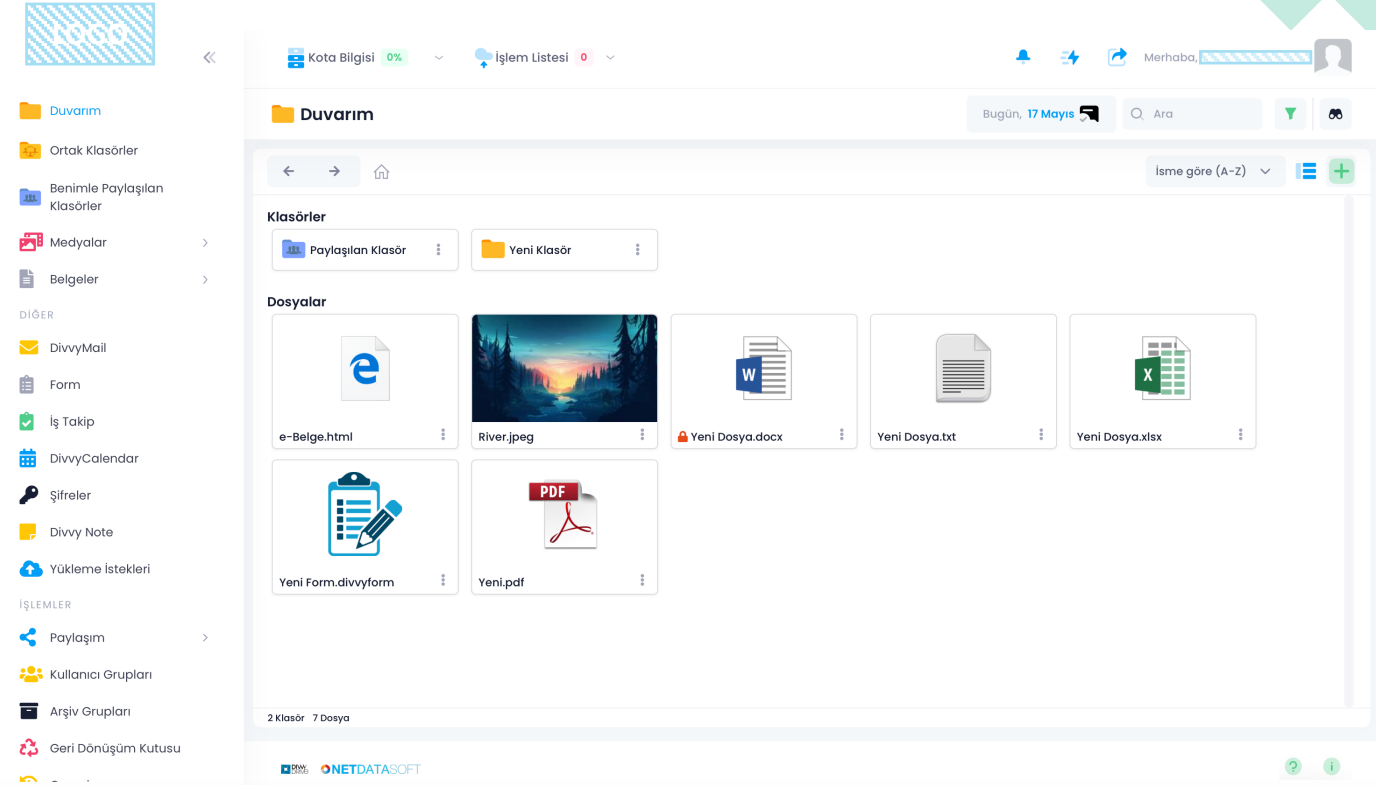 LOGO
Kota Bilgisi 0%
İşlem Listesi 0
Merhaba,
Duvarım
Bugün, 17 Mayıs
Ara
Duvarım
Ortak Klasörler
Benimle Paylaşılan
Klasörler
Medyalar
Belgeler
DİĞER
DivvyMail
Form
İş Takip
DivvyCalendar
Şifreler
Divvy Note
Yükleme İstekleri
İŞLEMLER
Paylaşım
Kullanıcı Grupları
Arşiv Grupları
Geri Dönüşüm Kutusu
İsme göre (A-Z)
Klasörler
Paylaşılan Klasör
Yeni Klasör
Dosyalar
e-Belge.html
River.jpeg
W
Yeni Dosya.docx
Yeni Dosya.txt
X
Yeni Dosya.xlsx
Yeni Form.divvyform
PDF
Yeni.pdf
2 Klasör 7 Dosya
NETDATASOFT